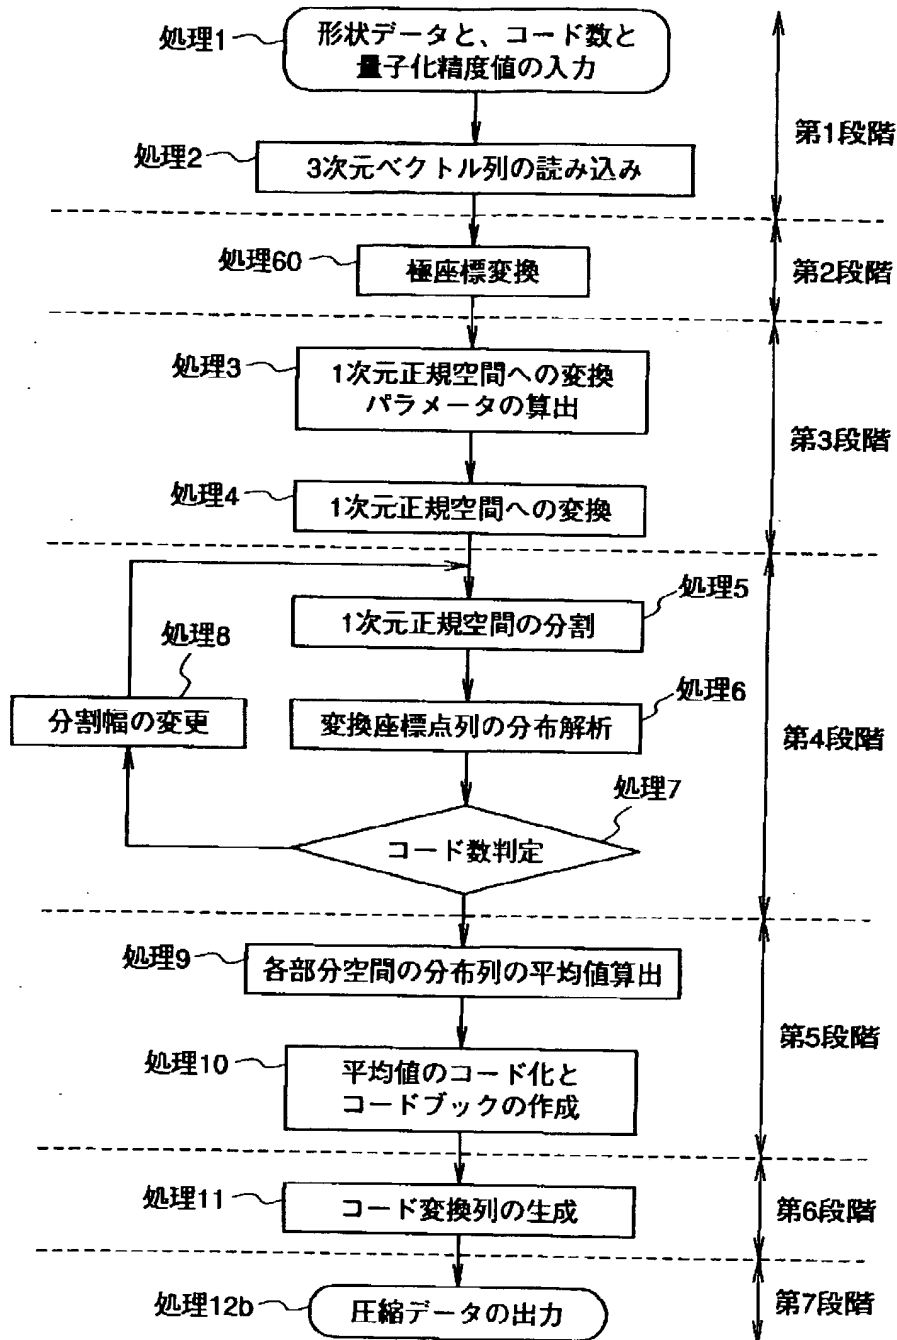 処理1
形状データと、コード数と
量子化精度値の入力
第1段階
処理2
3次元ベクトル列の読み込み
処理60
極座標変換
第2段階
処理3
1次元正規空間への変換
パラメータの算出
第3段階
処理4
1次元正規空間への変換
処理5
1次元正規空間の分割
処理8
分割幅の変更
処理6
変換座標点列の分布解析
第4段階
処理7
コード数判定
処理9
各部分空間の分布列の平均値算出
第5段階
処理10
平均値のコード化と
コードブックの作成
処理11
コード変換列の生成
第6段階
処理12b
圧縮データの出力
第7段階